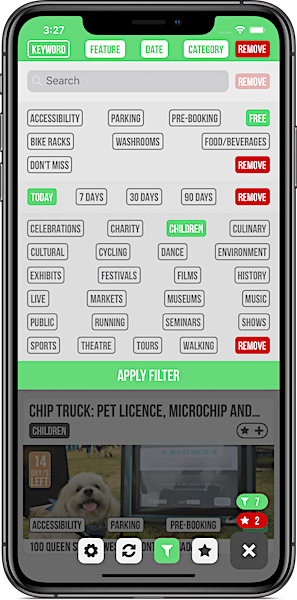 3:27
KEYWORD FEATURE DATE CATEGORY REMOVE
Search REMOVE
ACCESSIBILITY PARKING PRE-BOOKING FREE
BIKE RACKS WASHROOMS FOOD/BEVERAGES
DON'T MISS REMOVE
TODAY 7 DAYS 30 DAYS 90 DAYS REMOVE
CELEBRATIONS CHARITY CHILDREN CULINARY
CULTURAL CYCLING DANCE ENVIRONMENT
EXHIBITS FESTIVALS FILMS HISTORY
LIVE MARKETS MUSEUMS MUSIC
PUBLIC RUNNING SEMINARS SHOWS
SPORTS THEATRE TOURS WALKING REMOVE
APPLY FILTER
CHIP TRUCK: PET LICENCE, MICROCHIP AND...
CHILDREN
14
DAYS
LEFT
7
2
ACCESSIBILITY PARKING PRE-BOOKING
100 QUEEN